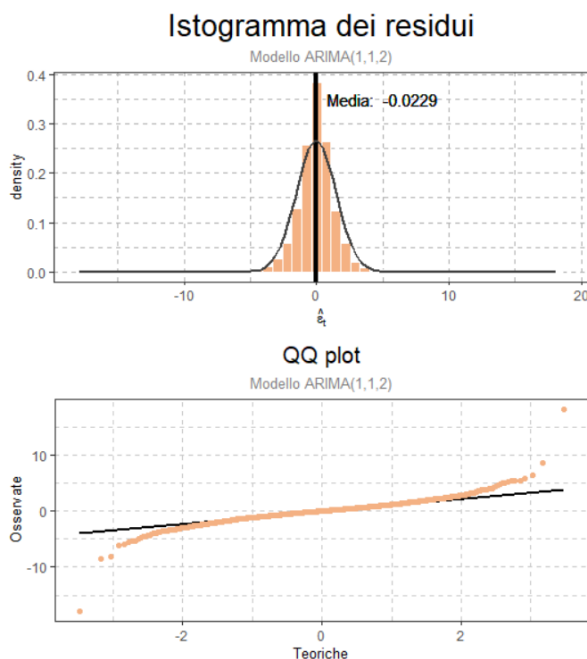 Istogramma dei residui
Modello ARIMA(1,1,2)
0.4
0.3
0.2
0.1
0.0
density
Media: -0.0229
-10
0
10
20
ε̂t
QQ plot
Modello ARIMA(1,1,2)
10
0
-10
Osservate
-2
0
2
Teoriche